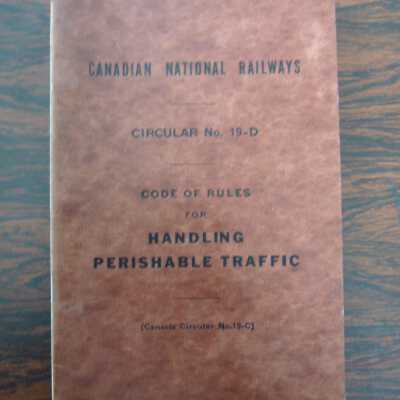 CANADIAN NATIONAL RAILWAYS
CIRCULAR No. 19-D
CODE OF RULES
FOR
HANDLING
PERISHABLE TRAFFIC
(Cancels Circular No. 19-C)